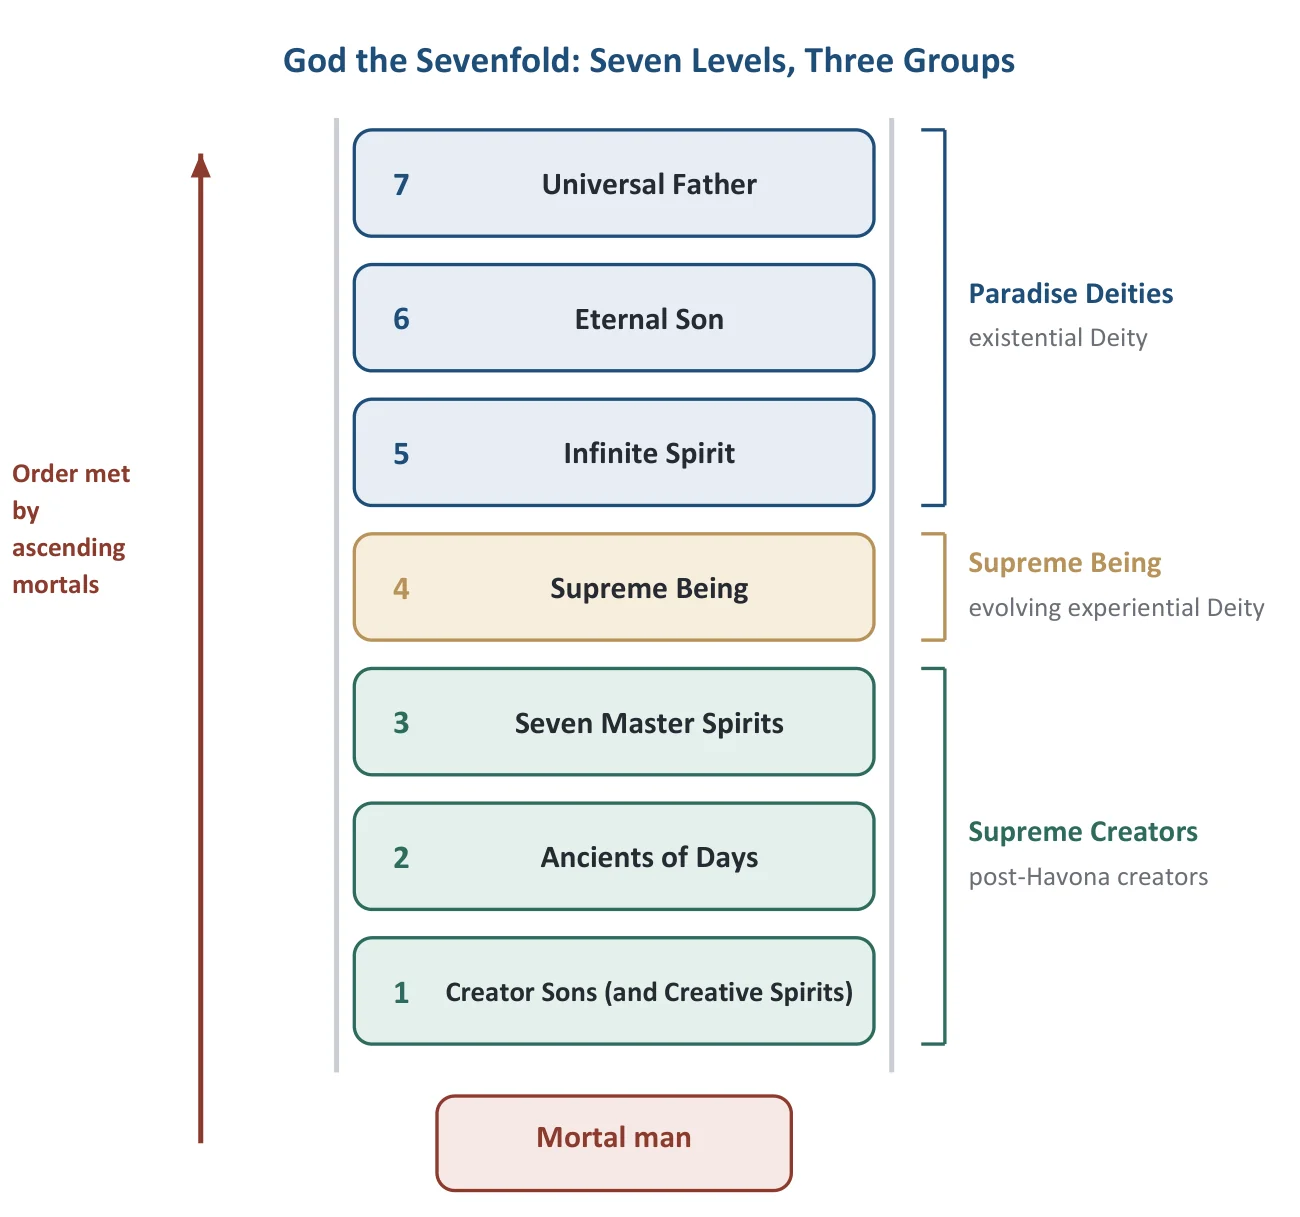 God the Sevenfold: Seven Levels, Three Groups
7
Universal Father
6
Eternal Son
Paradise Deities
existential Deity
5
Infinite Spirit
Order met
by
ascending
mortals
4
Supreme Being
Supreme Being
evolving experiential Deity
3
Seven Master Spirits
2
Ancients of Days
Supreme Creators
post-Havona creators
1
Creator Sons (and Creative Spirits)
Mortal man